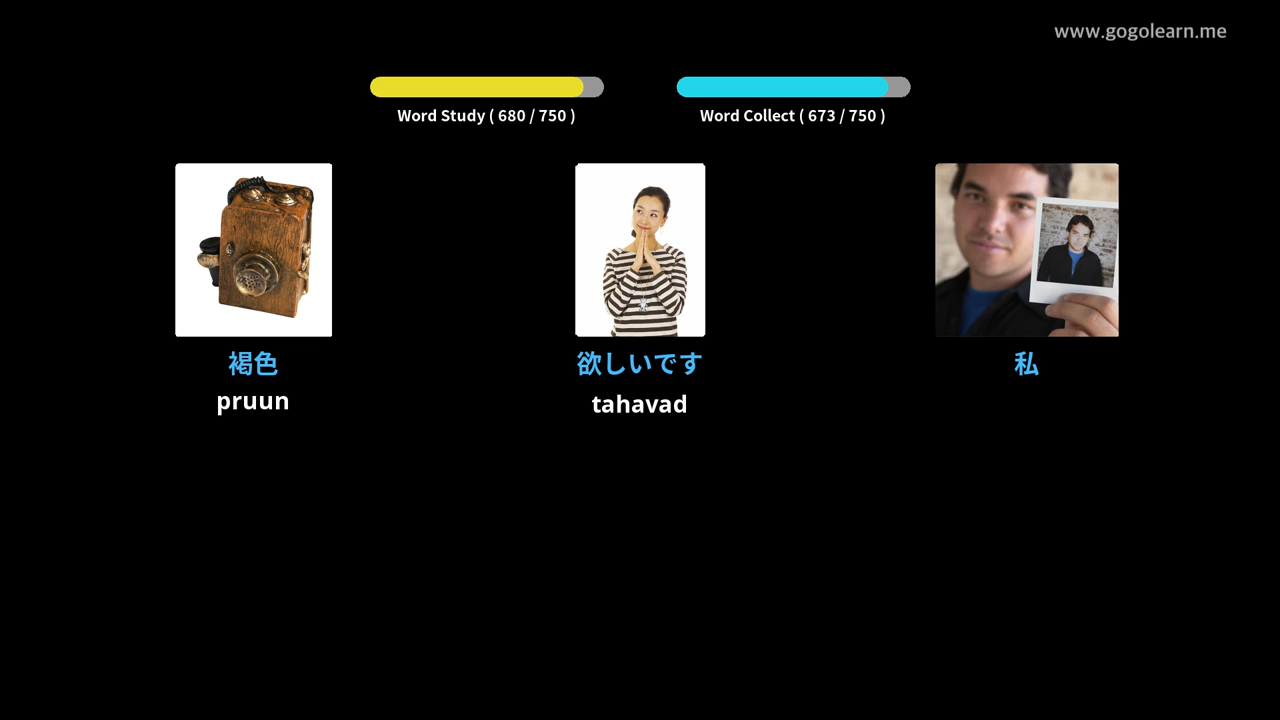 www.gogolearn.me
Word Study ( 680 / 750 )
Word Collect ( 673 / 750 )
褐色
欲しいです
私
pruun
tahavad